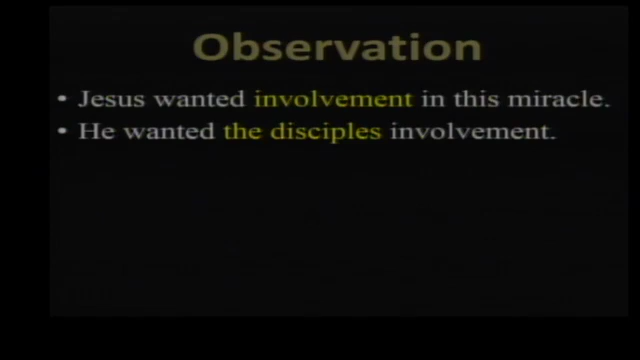 Observation
• Jesus wanted involvement in this miracle.
• He wanted the disciples involvement.